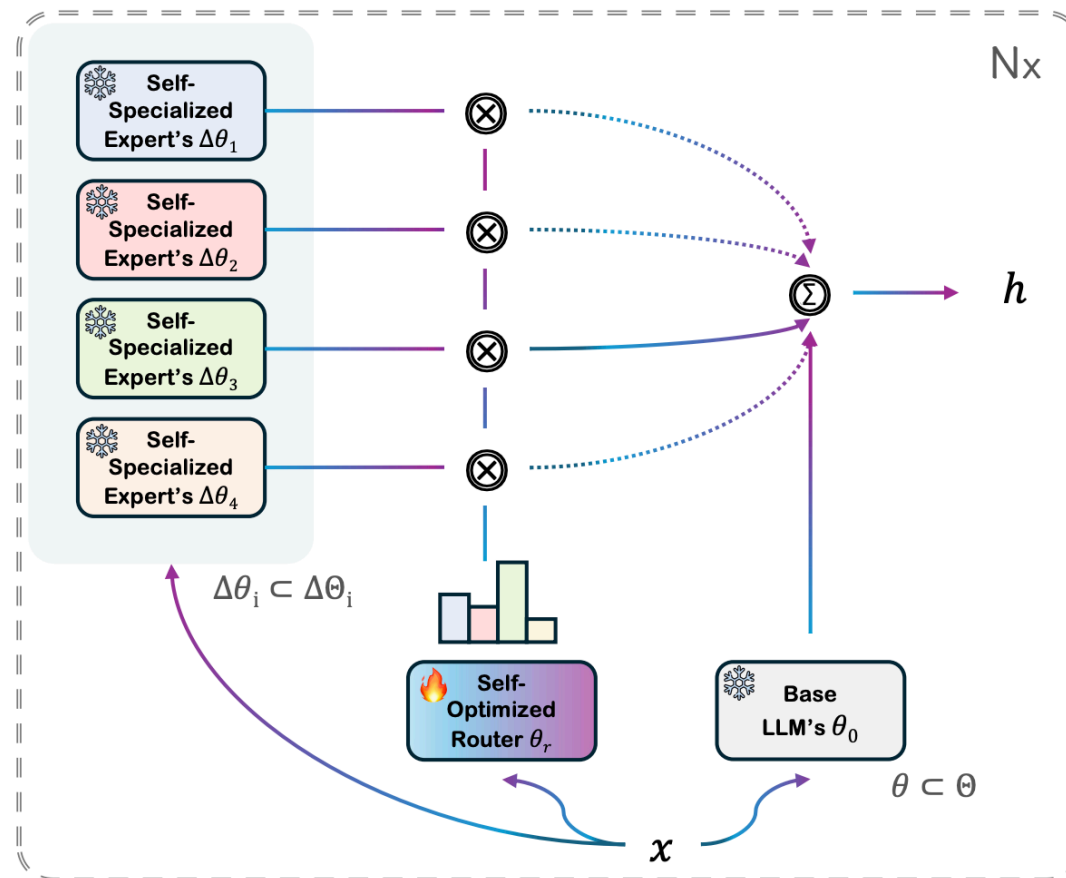 Nx
Self-
Specialized
Expert's Δθ₁
Self-
Specialized
Expert's Δθ₂
Self-
Specialized
Expert's Δθ₃
Self-
Specialized
Expert's Δθ₄
Σ
h
Δθᵢ ⊂ ΔΘᵢ
Self-
Optimized
Router θᵣ
Base
LLM's θ₀
θ ⊂ Θ
x